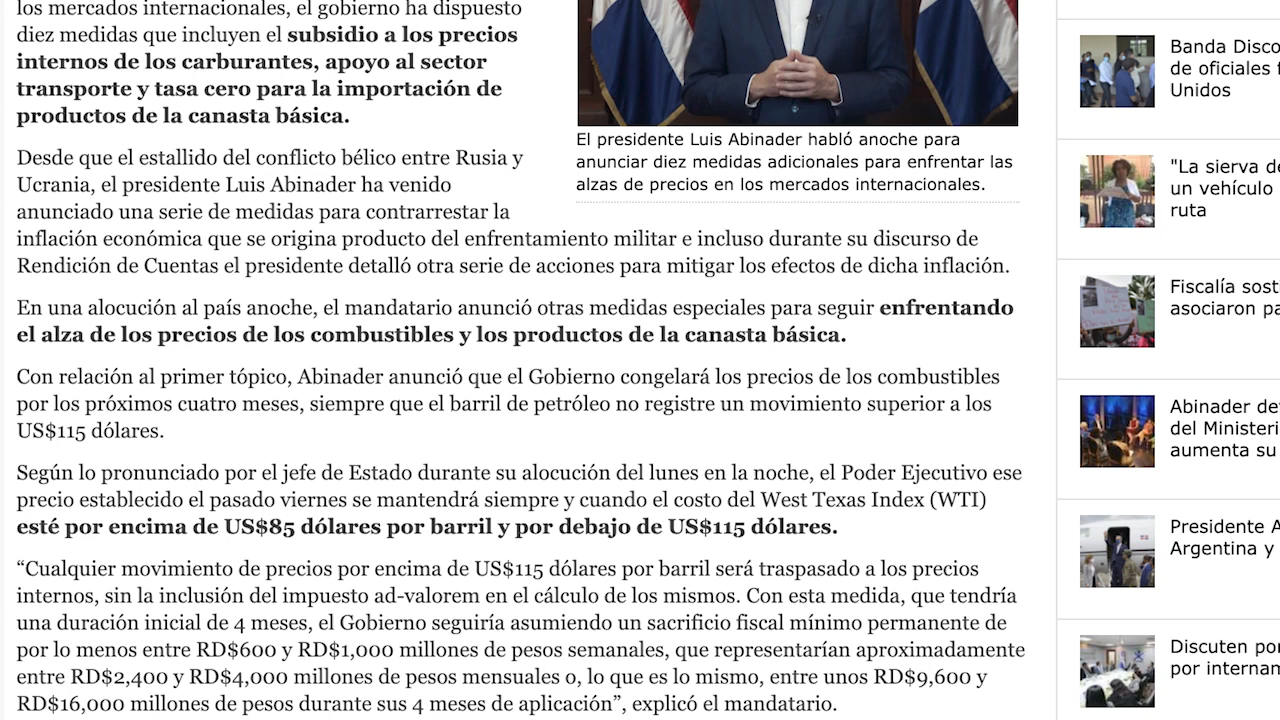 los mercados internacionales, el gobierno ha dispuesto
diez medidas que incluyen el subsidio a los precios
internos de los carburantes, apoyo al sector
transporte y tasa cero para la importación de
productos de la canasta básica.
El presidente Luis Abinader habló anoche para
anunciar diez medidas adicionales para enfrentar las
alzas de precios en los mercados internacionales.
Desde que el estallido del conflicto bélico entre Rusia y
Ucrania, el presidente Luis Abinader ha venido
anunciado una serie de medidas para contrarrestar la
inflación económica que se origina producto del enfrentamiento militar e incluso durante su discurso de
Rendición de Cuentas el presidente detalló otra serie de acciones para mitigar los efectos de dicha inflación.
En una alocución al país anoche, el mandatario anunció otras medidas especiales para seguir enfrentando
el alza de los precios de los combustibles y los productos de la canasta básica.
Con relación al primer tópico, Abinader anunció que el Gobierno congelará los precios de los combustibles
por los próximos cuatro meses, siempre que el barril de petróleo no registre un movimiento superior a los
US$115 dólares.
Según lo pronunciado por el jefe de Estado durante su alocución del lunes en la noche, el Poder Ejecutivo ese
precio establecido el pasado viernes se mantendrá siempre y cuando el costo del West Texas Index (WTI)
esté por encima de US$85 dólares por barril y por debajo de US$115 dólares.
“Cualquier movimiento de precios por encima de US$115 dólares por barril será traspasado a los precios
internos, sin la inclusión del impuesto ad-valorem en el cálculo de los mismos. Con esta medida, que tendría
una duración inicial de 4 meses, el Gobierno seguiría asumiendo un sacrificio fiscal mínimo permanente de
por lo menos entre RD$600 y RD$1,000 millones de pesos semanales, que representarían aproximadamente
entre RD$2,400 y RD$4,000 millones de pesos mensuales o, lo que es lo mismo, entre unos RD$9,600 y
RD$16,000 millones de pesos durante sus 4 meses de aplicación”, explicó el mandatario.
Banda Disco
de oficiales f
Unidos
"La sierva de
un vehículo
ruta
Fiscalía sost
asociaron pa
Abinader de
del Ministeri
aumenta su
Presidente A
Argentina y
Discuten por
por internam